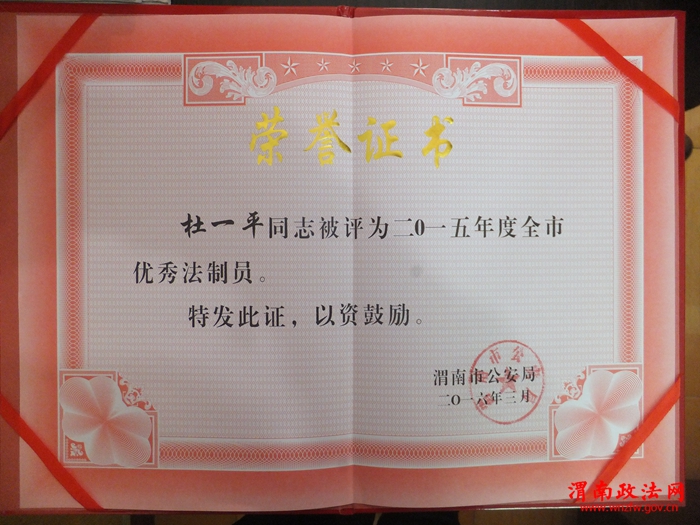 荣誉证书
杜一平同志被评为二〇一五年度全市
优秀法制员。
特发此证，以资鼓励。
渭南市公安局
二〇一六年三月
渭南政法网